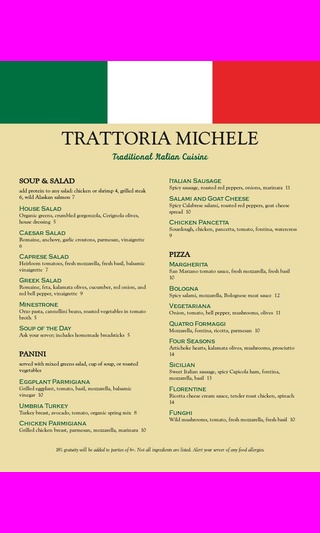 TRATTORIA MICHELE
Traditional Italian Cuisine
SOUP & SALAD
add protein to any salad: chicken or shrimp 4, grilled steak
6, wild Alaskan salmon 7
HOUSE SALAD
Organic greens, crumbled gorgonzola, Cerignola olives,
house dressing 5
CAESAR SALAD
Romaine, anchovy, garlic croutons, parmesan, vinaigrette
6
CAPRESE SALAD
Heirloom tomatoes, fresh mozzarella, fresh basil, balsamic
vinaigrette 7
GREEK SALAD
Romaine, feta, kalamata olives, cucumber, red onion, and
red bell pepper, vinaigrette 9
MINESTRONE
Orzo pasta, cannellini beans, roasted vegetables in tomato
broth 5
SOUP OF THE DAY
Ask your server; includes homemade breadsticks 5
PANINI
served with mixed greens salad, cup of soup, or roasted
vegetables
EGGPLANT PARMIGIANA
Grilled eggplant, tomato, basil, mozzarella, balsamic
vinegar 10
UMBRIA TURKEY
Turkey breast, avocado, tomato, organic spring mix 8
CHICKEN PARMIGIANA
Grilled chicken breast, parmesan, mozzarella, marinara 10
ITALIAN SAUSAGE
Spicy sausage, roasted red peppers, onions, marinara 11
SALAMI AND GOAT CHEESE
Spicy Calabrese salami, roasted red peppers, goat cheese
spread 10
CHICKEN PANCETTA
Sourdough, chicken, pancetta, tomato, fontina, watercress
9
PIZZA
MARGHERITA
San Marzano tomato sauce, fresh mozzarella, fresh basil
10
BOLOGNA
Spicy salami, mozzarella, Bolognese meat sauce 12
VEGETARIANA
Onion, tomato, bell pepper, mushrooms, olives 11
QUATRO FORMAGGI
Mozzarella, fontina, ricotta, parmesan 10
FOUR SEASONS
Artichoke hearts, kalamata olives, mushrooms, prosciutto
14
SICILIAN
Sweet Italian sausage, spicy Capicola ham, fontina,
mozzarella, basil 13
FLORENTINE
Ricotta cheese cream sauce, tender roast chicken, spinach
14
FUNGHI
Wild mushrooms, tomato, fresh mozzarella, fresh basil 10
18% gratuity will be added to parties of 6+. Not all ingredients are listed. Alert your server of any food allergies.